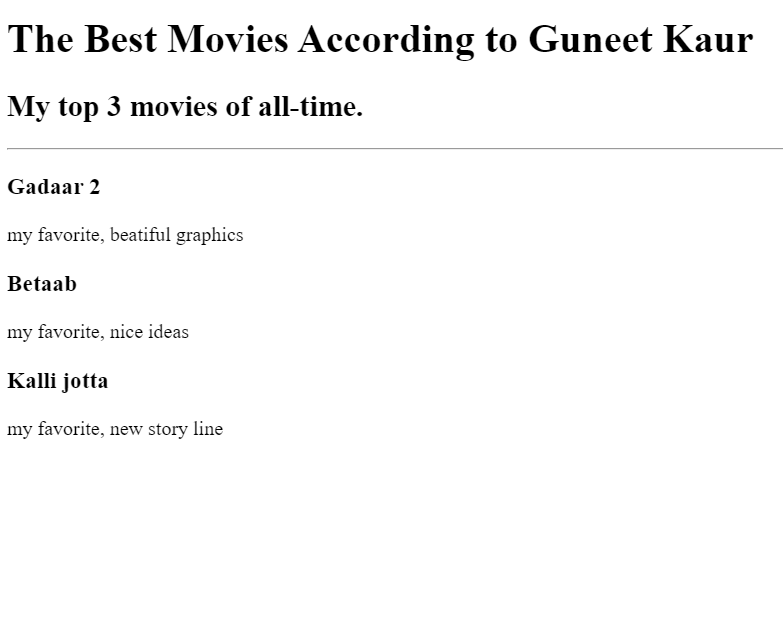 The Best Movies According to Guneet Kaur
My top 3 movies of all-time.
Gadaar 2
my favorite, beatiful graphics
Betaab
my favorite, nice ideas
Kalli jotta
my favorite, new story line